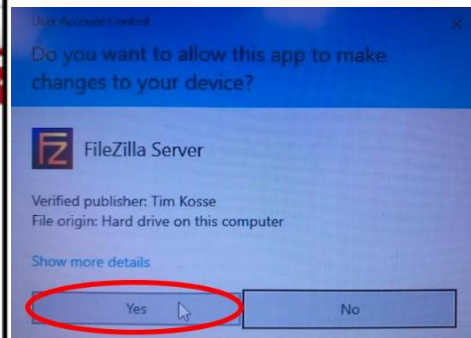 User Account Control
Do you want to allow this app to make
changes to your device?
FZ
FileZilla Server
Verified publisher: Tim Kosse
File origin: Hard drive on this computer
Show more details
Yes
No